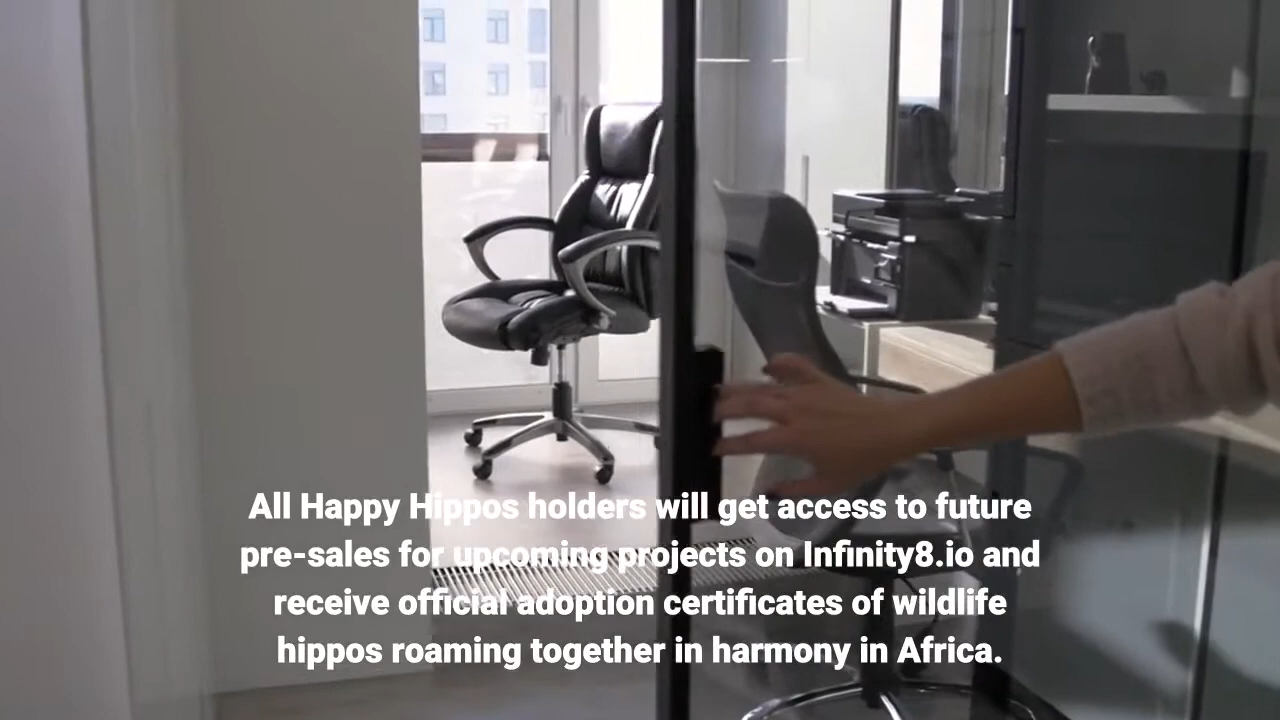 All Happy Hippos holders will get access to future
pre-sales for upcoming projects on Infinity8.io and
receive official adoption certificates of wildlife
hippos roaming together in harmony in Africa.